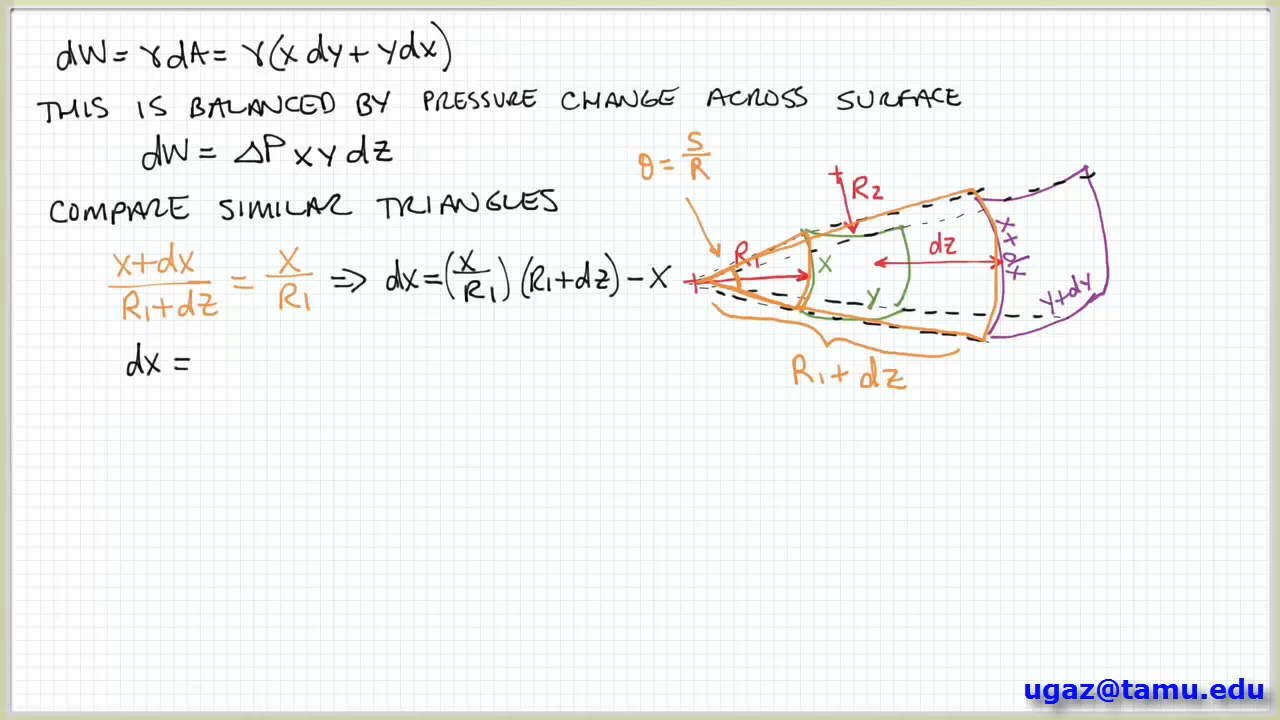 dW = γdA = γ(x dy + y dx)
THIS IS BALANCED BY PRESSURE CHANGE ACROSS SURFACE
dW = ΔP x y dz
θ = S/R
COMPARE SIMILAR TRIANGLES
(x+dx)/(R1+dz) = x/R1 ⇒ dx = (x/R1)(R1+dz) − x
dx =
R2
R1
x
y
dz
x+dx
y+dy
R1 + dz
ugaz@tamu.edu